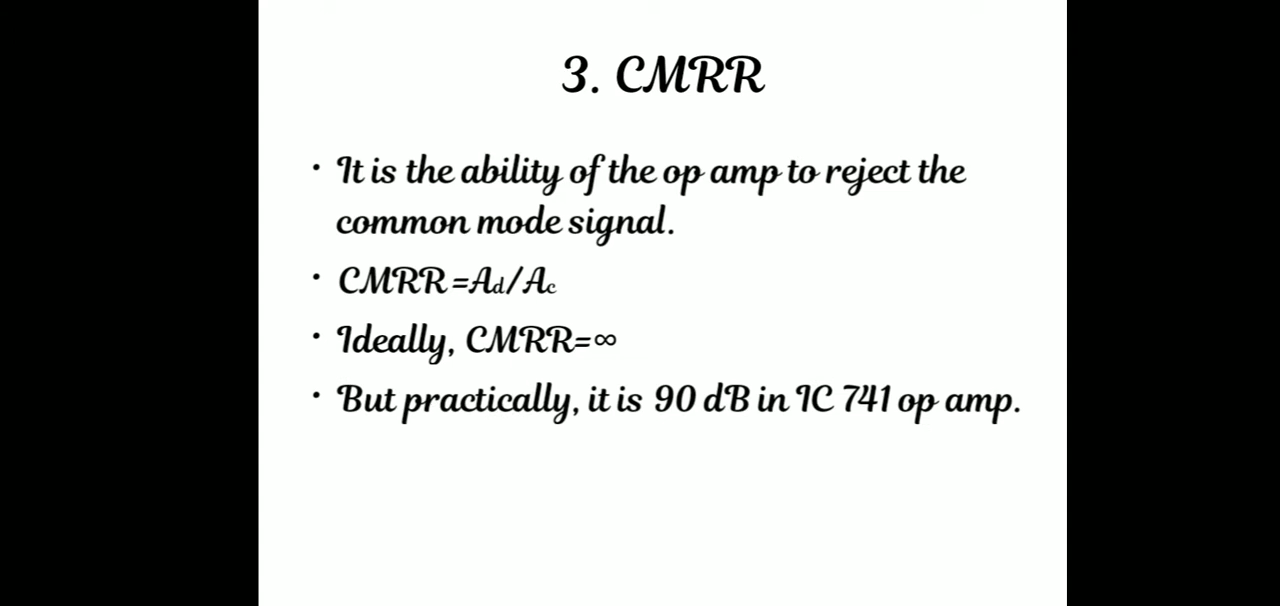 3. CMRR
• It is the ability of the op amp to reject the
common mode signal.
• CMRR=Ad/Ac
• Ideally, CMRR=∞
• But practically, it is 90 dB in IC 741 op amp.